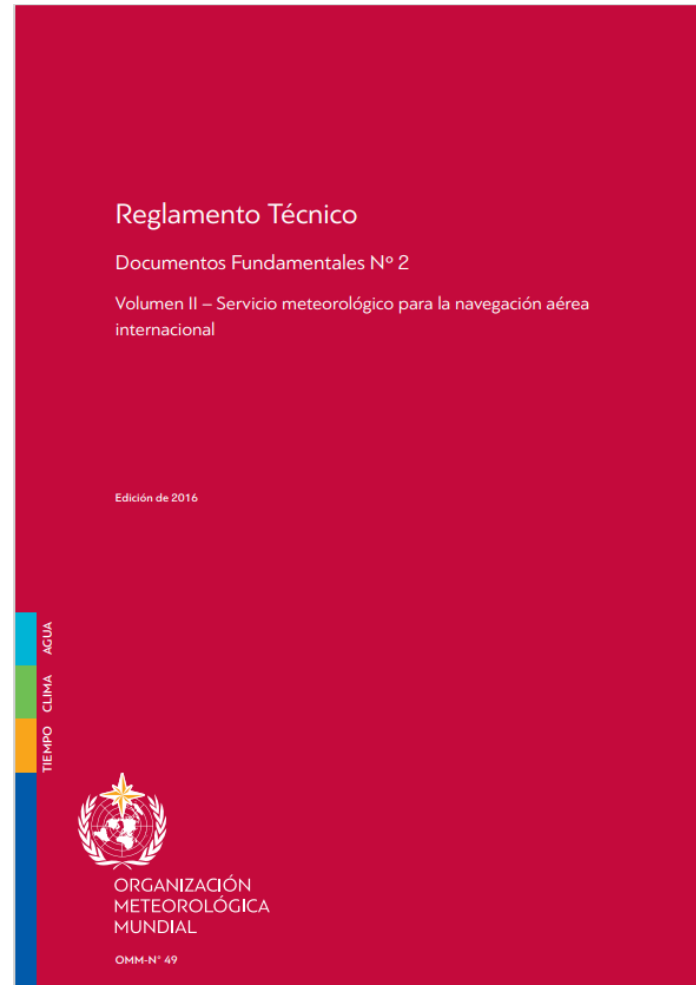 Reglamento Técnico
Documentos Fundamentales Nº 2
Volumen II – Servicio meteorológico para la navegación aérea
internacional
Edición de 2016
TIEMPO CLIMA AGUA
ORGANIZACIÓN
METEOROLÓGICA
MUNDIAL
OMM-N° 49